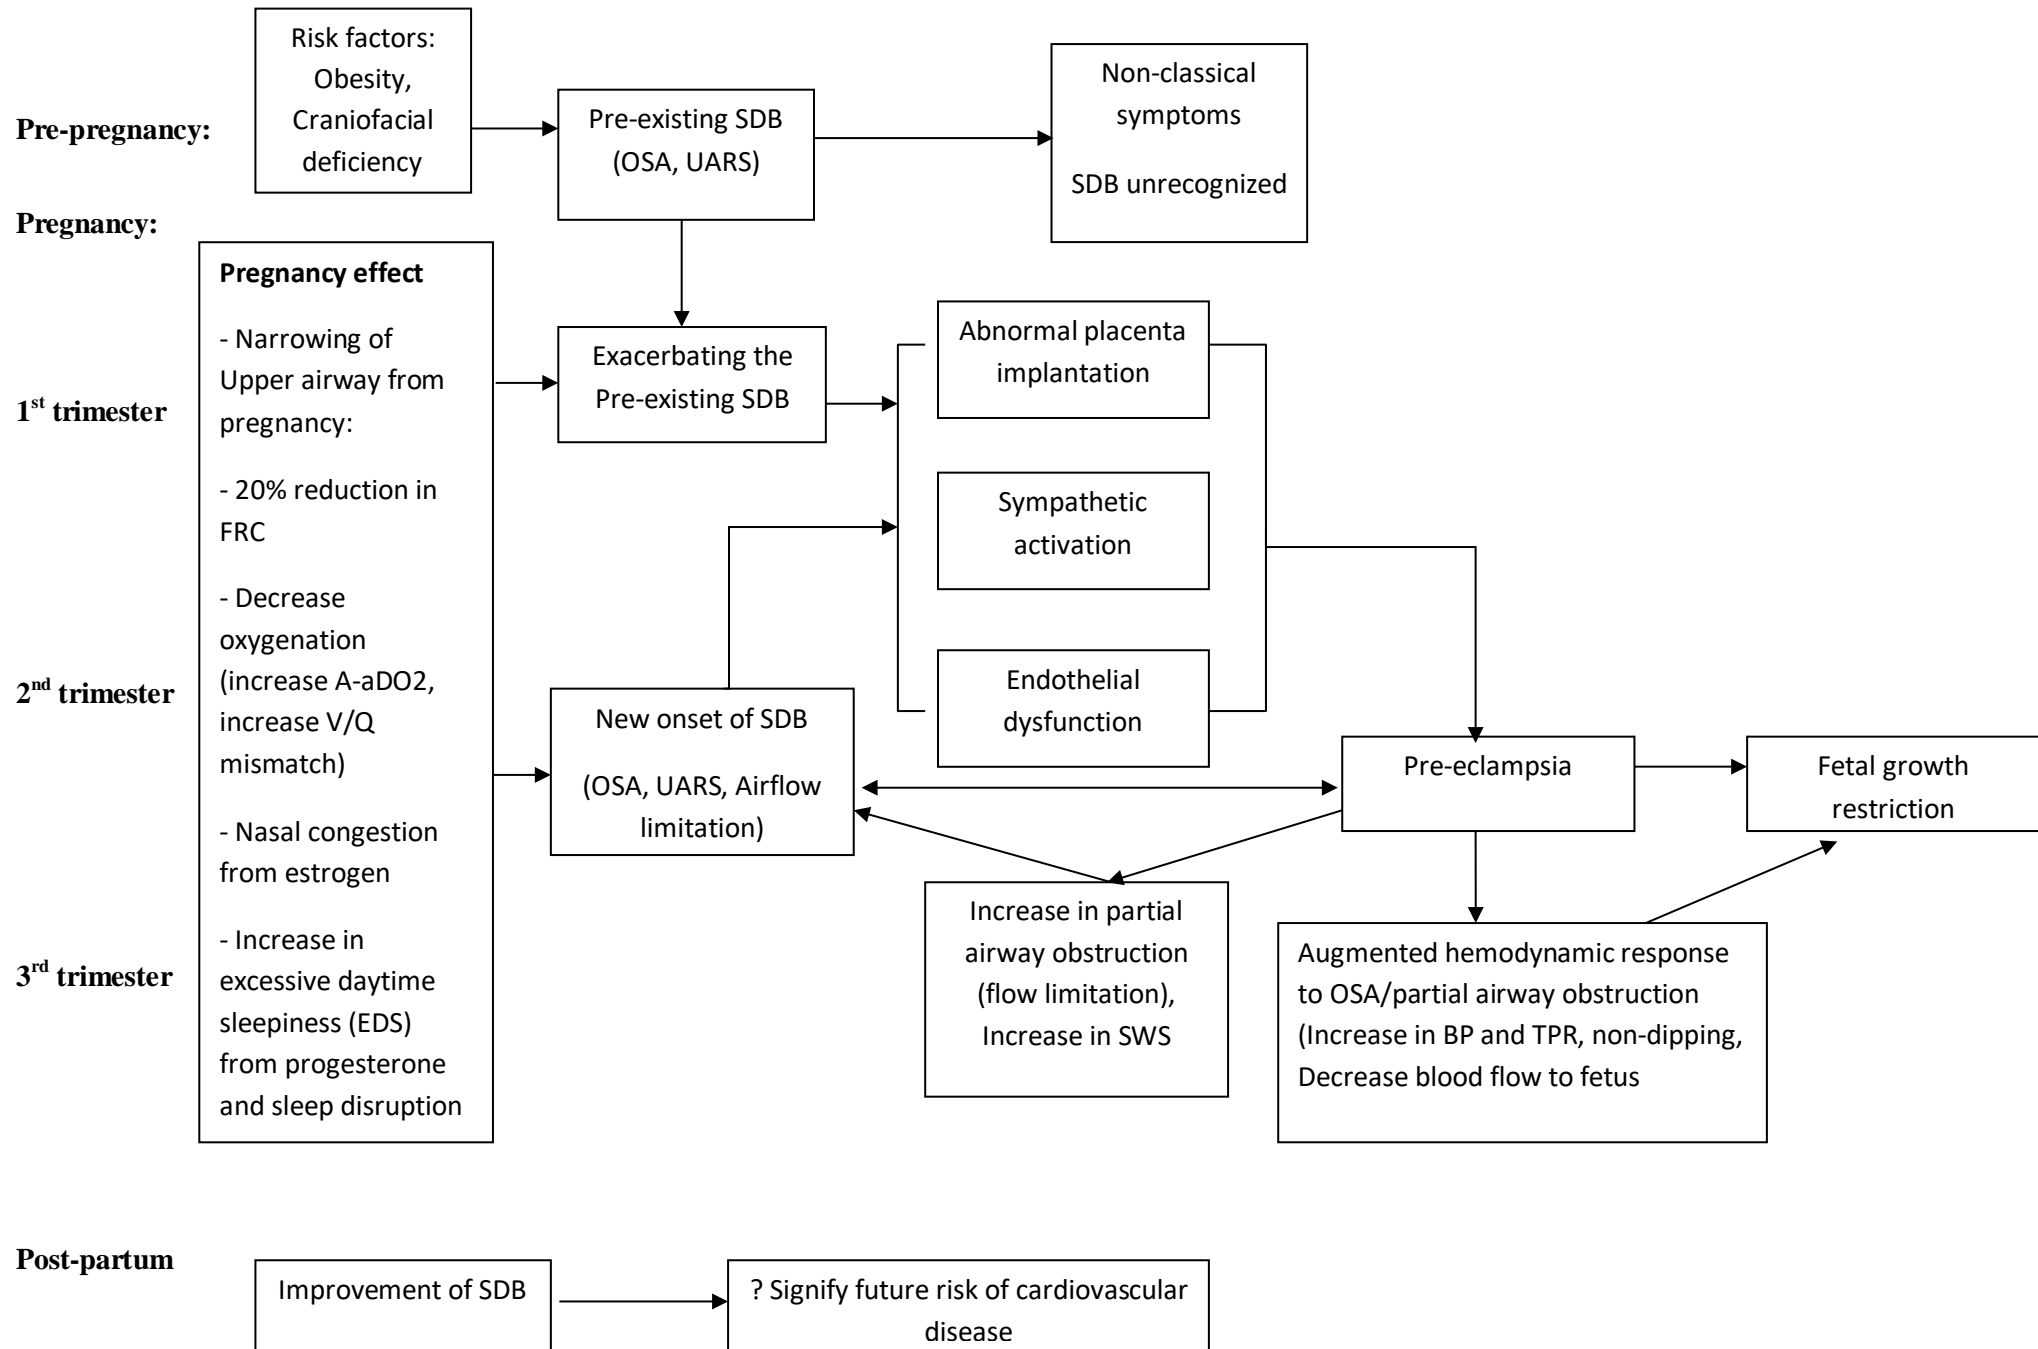 Risk factors:
Obesity,
Craniofacial
deficiency
Pre-pregnancy:
Pre-existing SDB
(OSA, UARS)
Non-classical
symptoms
SDB unrecognized
Pregnancy:
Pregnancy effect
- Narrowing of
Upper airway from
pregnancy:
- 20% reduction in
FRC
- Decrease
oxygenation
(increase A-aDO2,
increase V/Q
mismatch)
- Nasal congestion
from estrogen
- Increase in
excessive daytime
sleepiness (EDS)
from progesterone
and sleep disruption
1st trimester
Exacerbating the
Pre-existing SDB
Abnormal placenta
implantation
Sympathetic
activation
Endothelial
dysfunction
2nd trimester
New onset of SDB
(OSA, UARS, Airflow
limitation)
Pre-eclampsia
Fetal growth
restriction
3rd trimester
Increase in partial
airway obstruction
(flow limitation),
Increase in SWS
Augmented hemodynamic response
to OSA/partial airway obstruction
(Increase in BP and TPR, non-dipping,
Decrease blood flow to fetus
Post-partum
Improvement of SDB
? Signify future risk of cardiovascular
disease